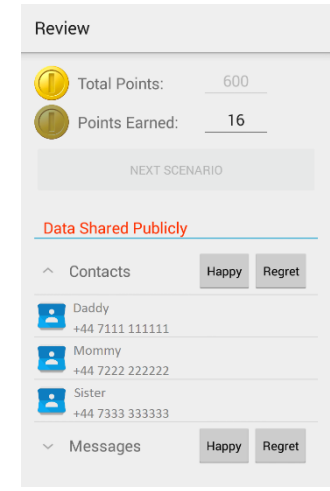 Review
Total Points: 600
Points Earned: 16
NEXT SCENARIO
Data Shared Publicly
Contacts Happy Regret
Daddy
+44 7111 111111
Mommy
+44 7222 222222
Sister
+44 7333 333333
Messages Happy Regret